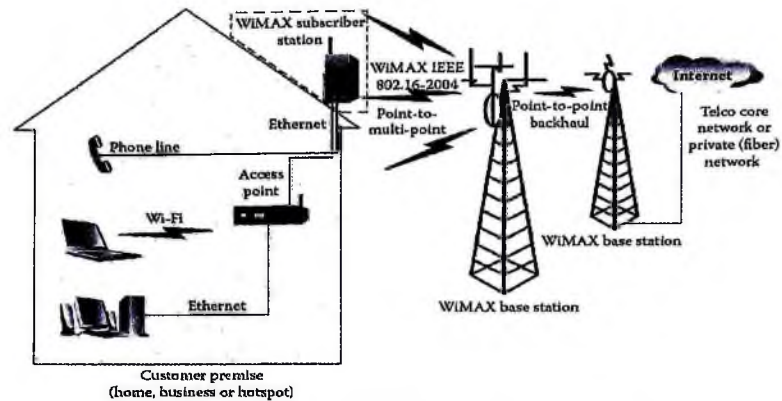 WiMAX subscriber
station
WiMAX IEEE
802.16-2004
Point-to-
multi-point
Point-to-point
backhaul
Internet
Telco core
network or
private (fiber)
network
Ethernet
Phone line
Access
point
Wi-Fi
Ethernet
WiMAX base station
WiMAX base station
Customer premise
(home, business or hotspot)